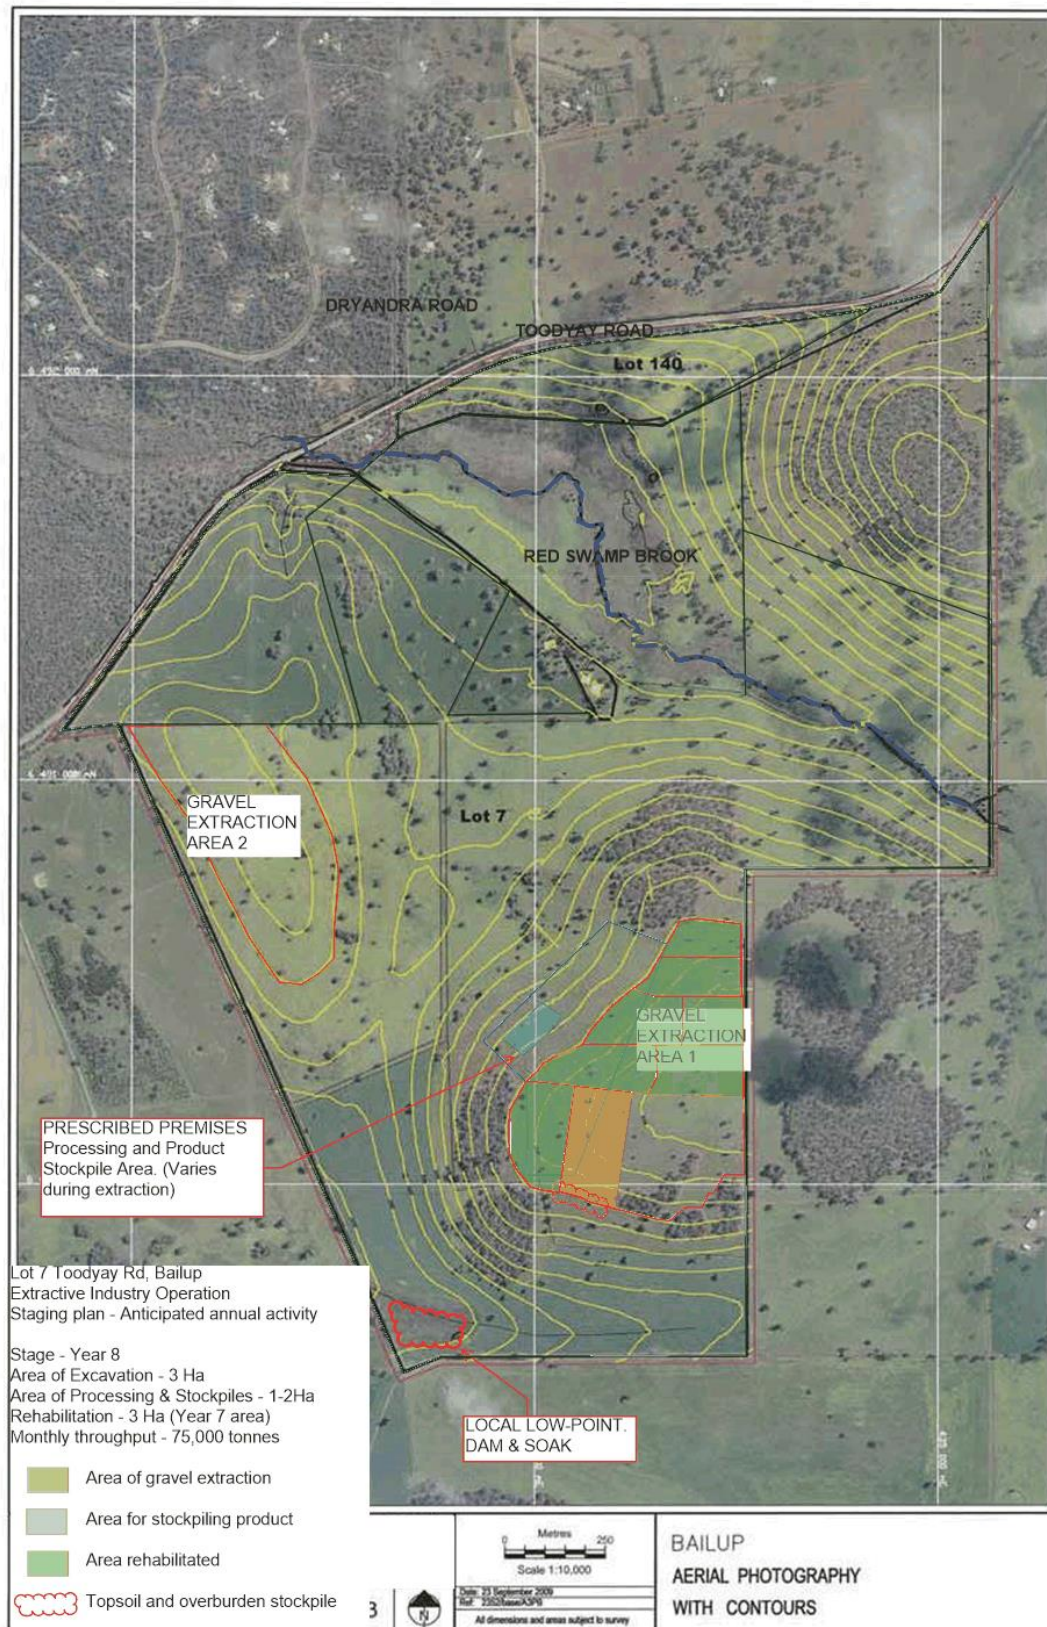 DRYANDRA ROAD
TOODYAY ROAD
Lot 140
RED SWAMP BROOK
GRAVEL
EXTRACTION
AREA 2
Lot 7
GRAVEL
EXTRACTION
AREA 1
PRESCRIBED PREMISES
Processing and Product
Stockpile Area. (Varies
during extraction)
Lot 7 Toodyay Rd, Bailup
Extractive Industry Operation
Staging plan - Anticipated annual activity
Stage - Year 8
Area of Excavation - 3 Ha
Area of Processing & Stockpiles - 1-2Ha
Rehabilitation - 3 Ha (Year 7 area)
Monthly throughput - 75,000 tonnes
LOCAL LOW-POINT.
DAM & SOAK
Area of gravel extraction
Area for stockpiling product
Area rehabilitated
Topsoil and overburden stockpile
N
Metres
0 250
Scale 1:10,000
Date: 23 September 2009
All dimensions and areas subject to survey
BAILUP
AERIAL PHOTOGRAPHY
WITH CONTOURS